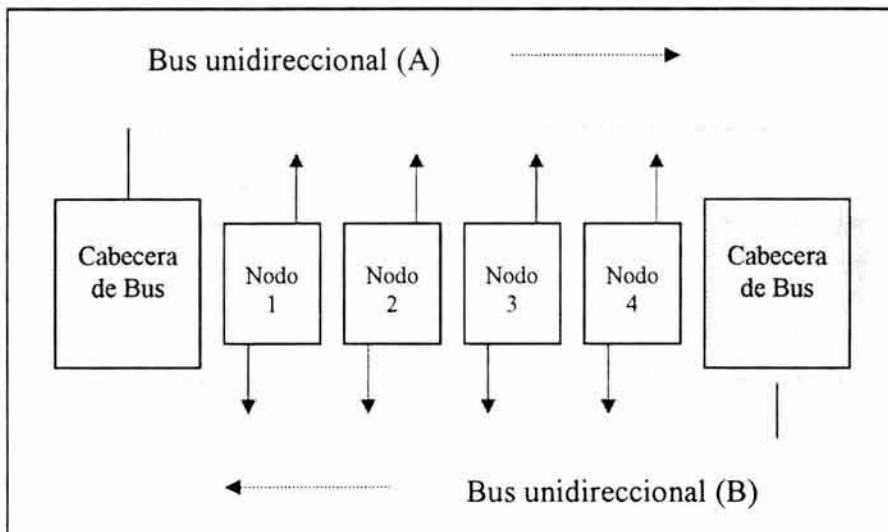 Bus unidireccional (A)
Cabecera
de Bus
Nodo
1
Nodo
2
Nodo
3
Nodo
4
Cabecera
de Bus
Bus unidireccional (B)